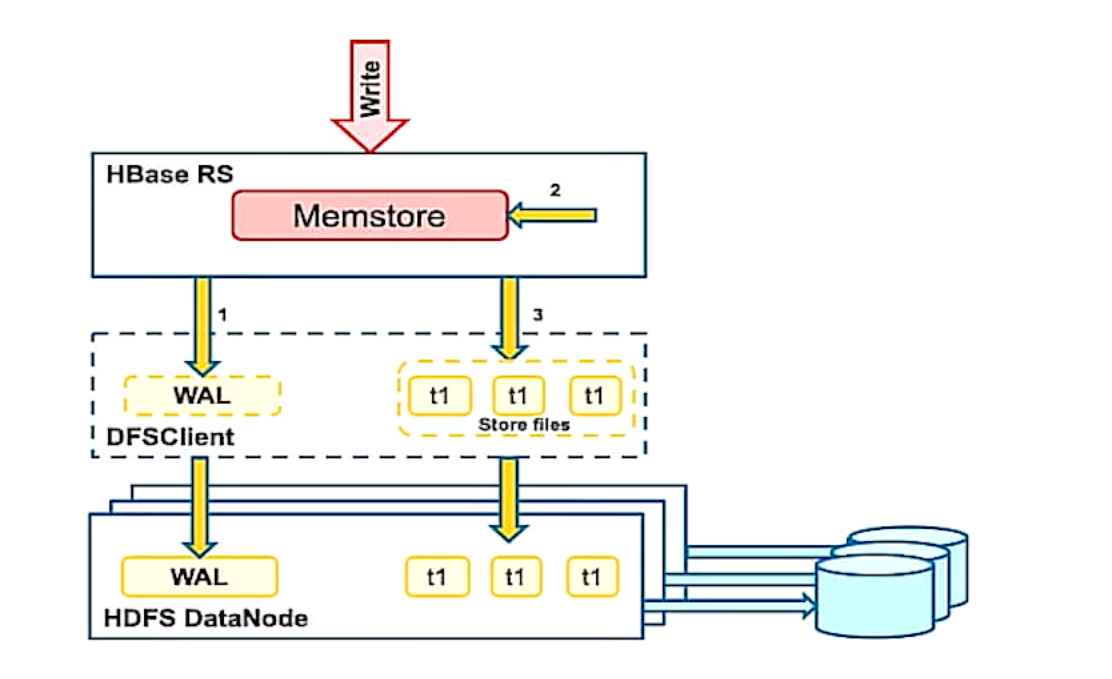 Write
HBase RS
Memstore
2
1
3
WAL
t1 t1 t1
Store files
DFSClient
WAL
t1 t1 t1
HDFS DataNode